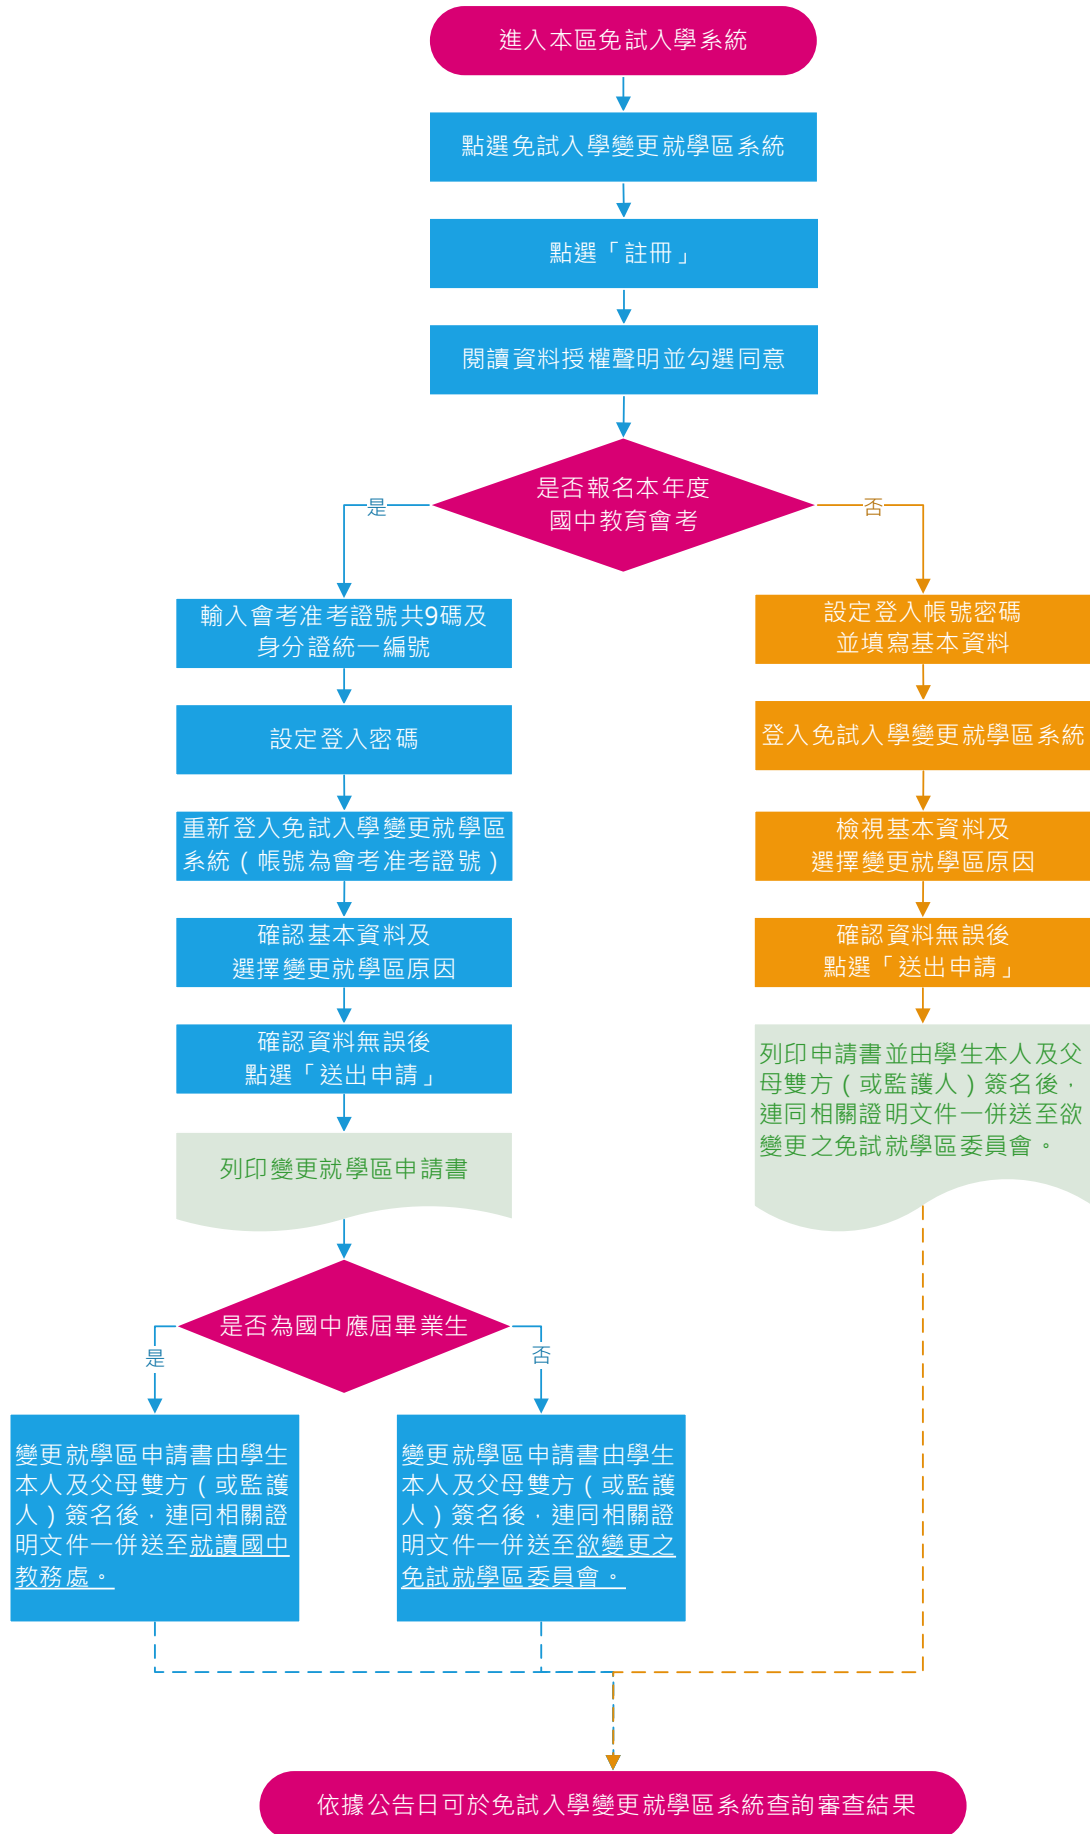 進入本區免試入學系統
點選免試入學變更就學區系統
點選「註冊」
閱讀資料授權聲明並勾選同意
是否報名本年度
國中教育會考
是
否
輸入會考准考證號共9碼及
身分證統一編號
設定登入密碼
重新登入免試入學變更就學區
系統（帳號為會考准考證號）
確認基本資料及
選擇變更就學區原因
確認資料無誤後
點選「送出申請」
列印變更就學區申請書
是否為國中應屆畢業生
是
否
變更就學區申請書由學生
本人及父母雙方（或監護
人）簽名後，連同相關證
明文件一併送至就讀國中
教務處。
變更就學區申請書由學生
本人及父母雙方（或監護
人）簽名後，連同相關證
明文件一併送至欲變更之
免試就學區委員會。
設定登入帳號密碼
並填寫基本資料
登入免試入學變更就學區系統
檢視基本資料及
選擇變更就學區原因
確認資料無誤後
點選「送出申請」
列印申請書並由學生本人及父
母雙方（或監護人）簽名後，
連同相關證明文件一併送至欲
變更之免試就學區委員會。
依據公告日可於免試入學變更就學區系統查詢審查結果